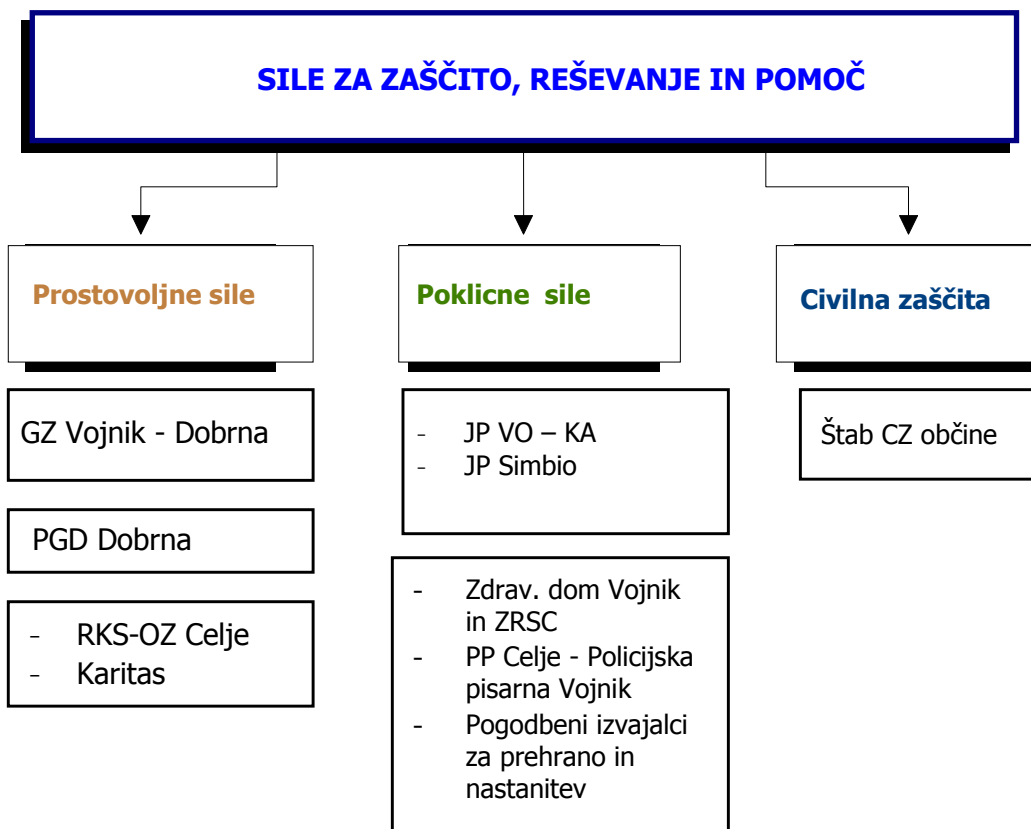 SILE ZA ZAŠČITO, REŠEVANJE IN POMOČ
Prostovoljne sile
GZ Vojnik - Dobrna
PGD Dobrna
- RKS-OZ Celje
- Karitas
Poklicne sile
- JP VO – KA
- JP Simbio
- Zdrav. dom Vojnik
in ZRSC
- PP Celje - Policijska
pisarna Vojnik
- Pogodbeni izvajalci
za prehrano in
nastanitev
Civilna zaščita
Štab CZ občine